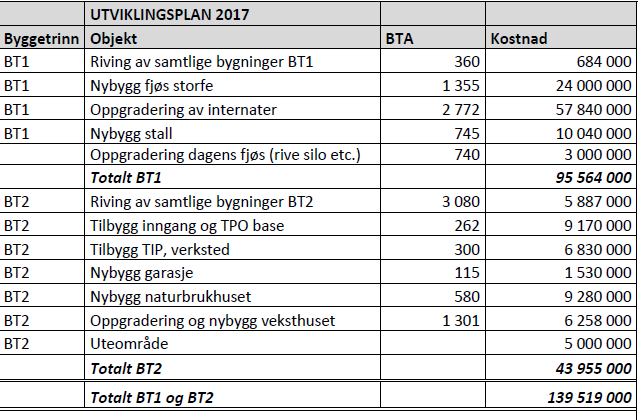 UTVIKLINGSPLAN 2017
Byggetrinn Objekt BTA Kostnad
BT1 Riving av samtlige bygninger BT1 360 684 000
BT1 Nybygg fjøs storfe 1 355 24 000 000
BT1 Oppgradering av internater 2 772 57 840 000
BT1 Nybygg stall 745 10 040 000
Oppgradering dagens fjøs (rive silo etc.) 740 3 000 000
Totalt BT1 95 564 000
BT2 Riving av samtlige bygninger BT2 3 080 5 887 000
BT2 Tilbygg inngang og TPO base 262 9 170 000
BT2 Tilbygg TIP, verksted 300 6 830 000
BT2 Nybygg garasje 115 1 530 000
BT2 Nybygg naturbrukhuset 580 9 280 000
BT2 Oppgradering og nybygg veksthuset 1 301 6 258 000
BT2 Uteområde 5 000 000
Totalt BT2 43 955 000
Totalt BT1 og BT2 139 519 000